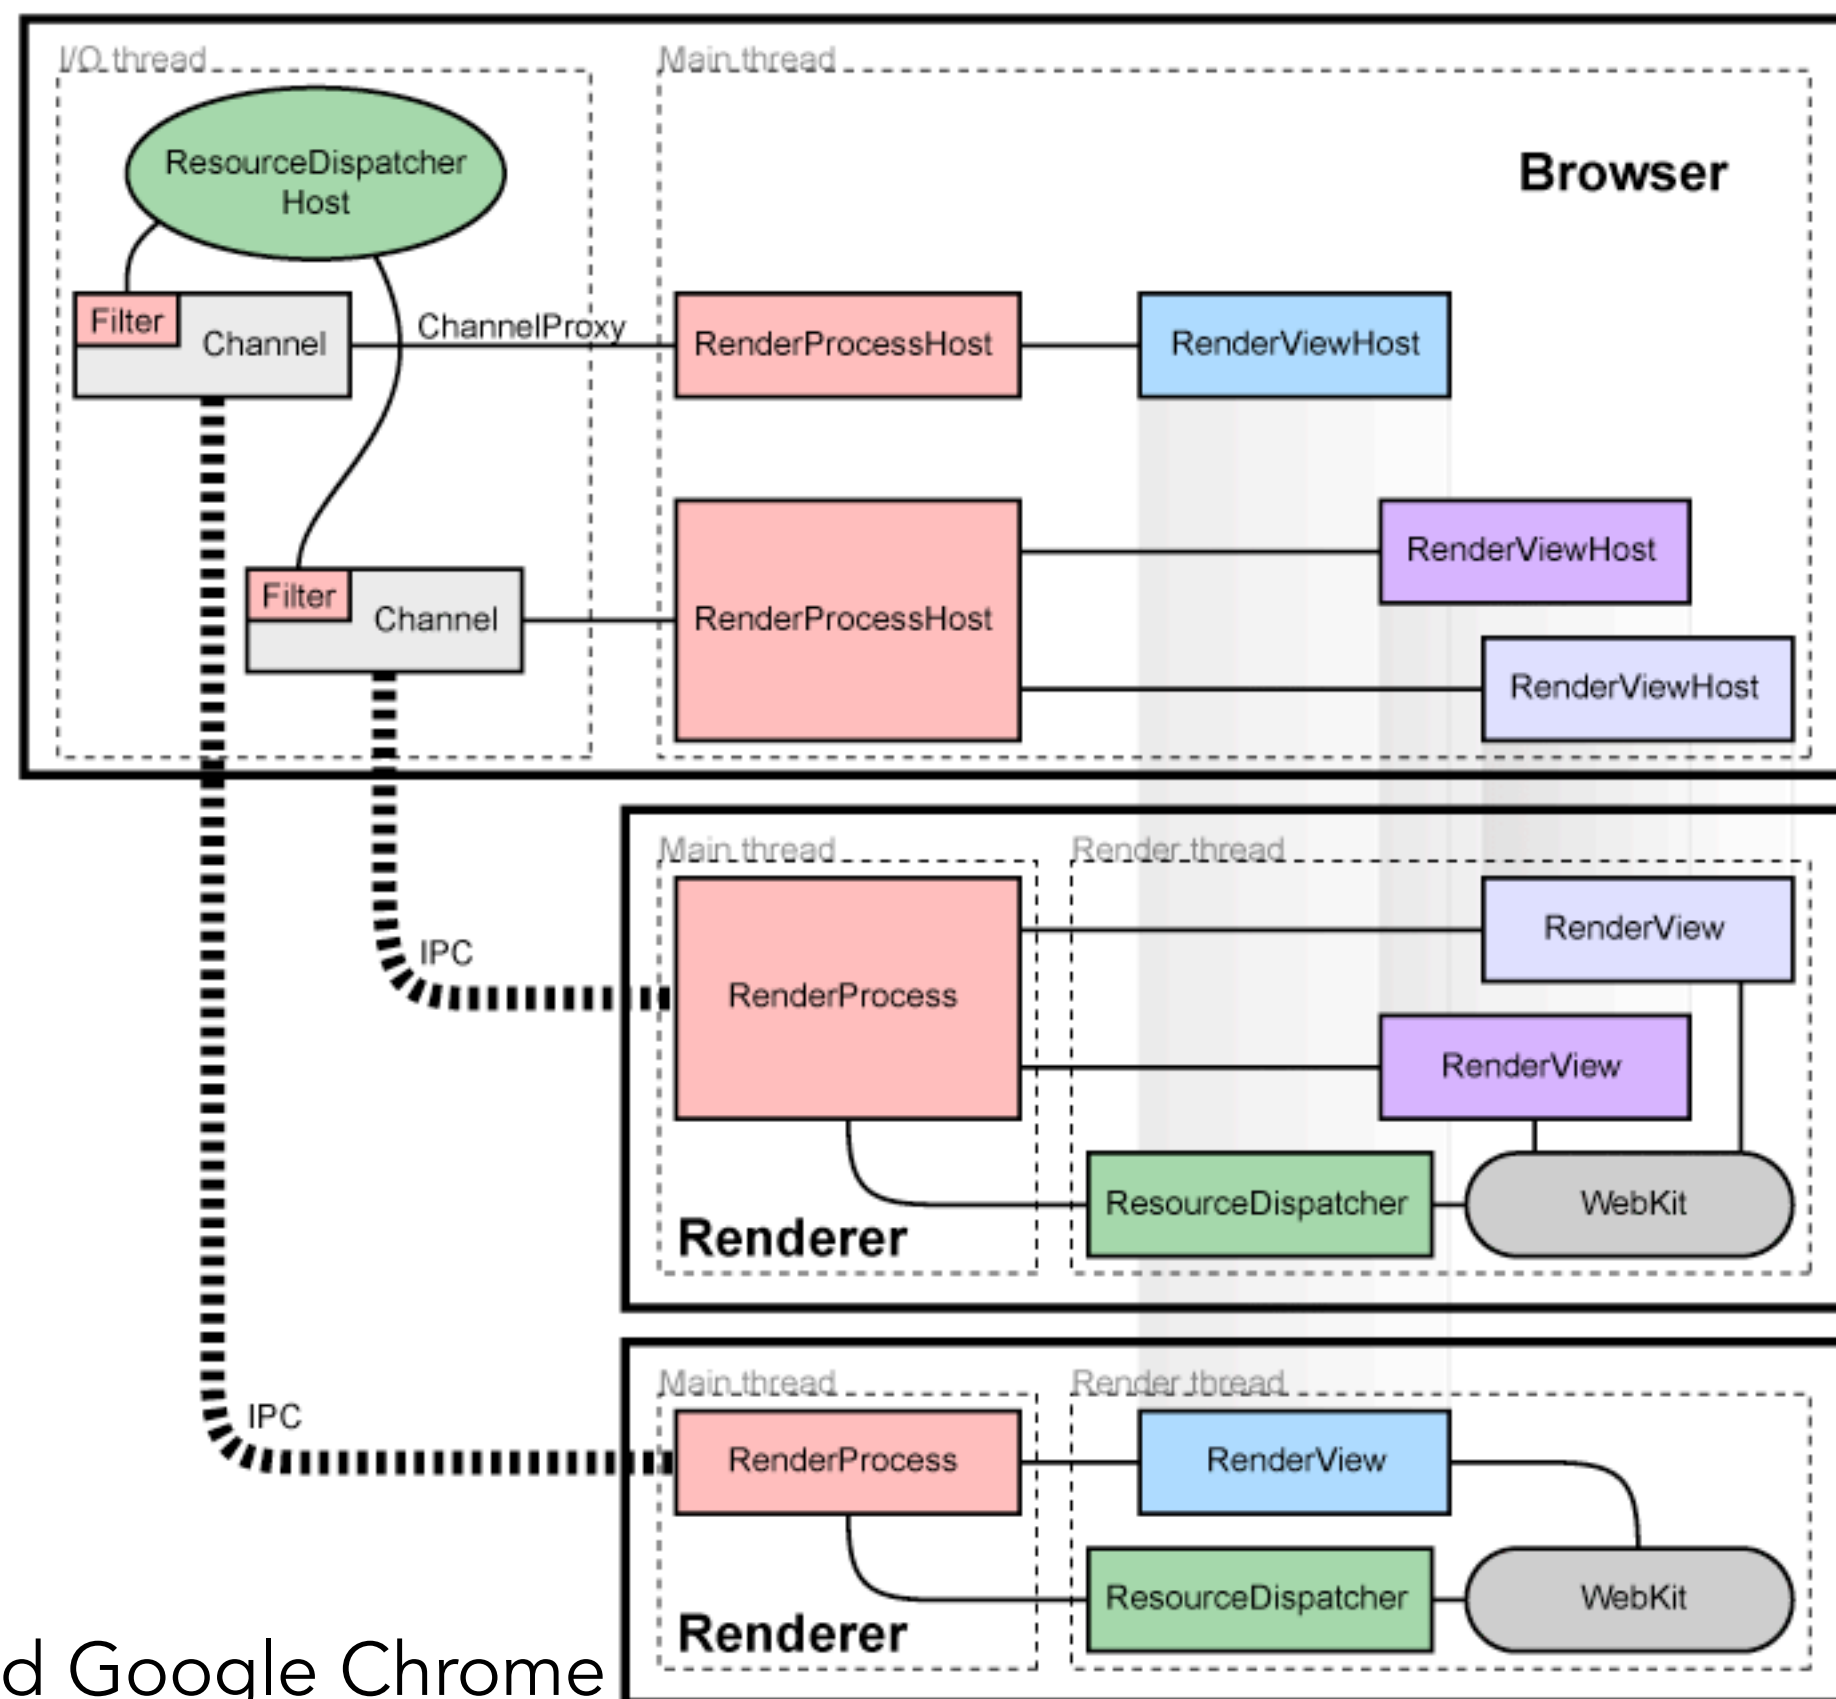 I/O thread
Main thread
ResourceDispatcher
Host
Browser
Filter
Channel
ChannelProxy
RenderProcessHost
RenderViewHost
RenderViewHost
Filter
Channel
RenderProcessHost
RenderViewHost
Main thread
Render thread
RenderView
IPC
RenderProcess
RenderView
ResourceDispatcher
WebKit
Renderer
Main thread
Render thread
IPC
RenderProcess
RenderView
ResourceDispatcher
WebKit
Renderer
d Google Chrome